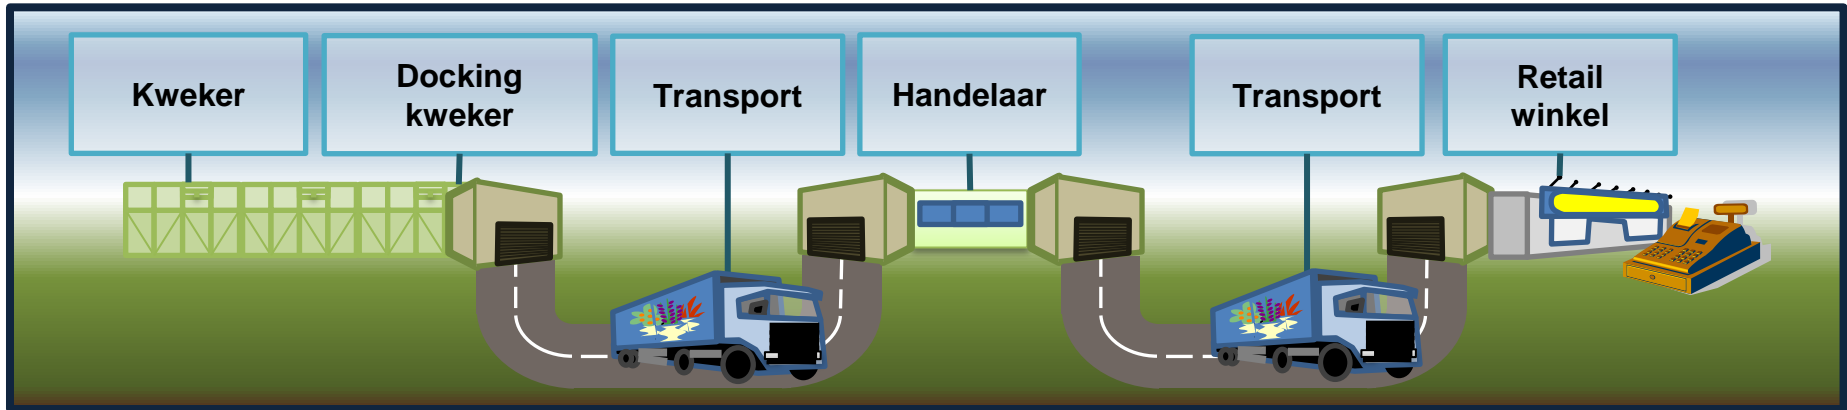 Kweker
Docking
kweker
Transport
Handelaar
Transport
Retail
winkel